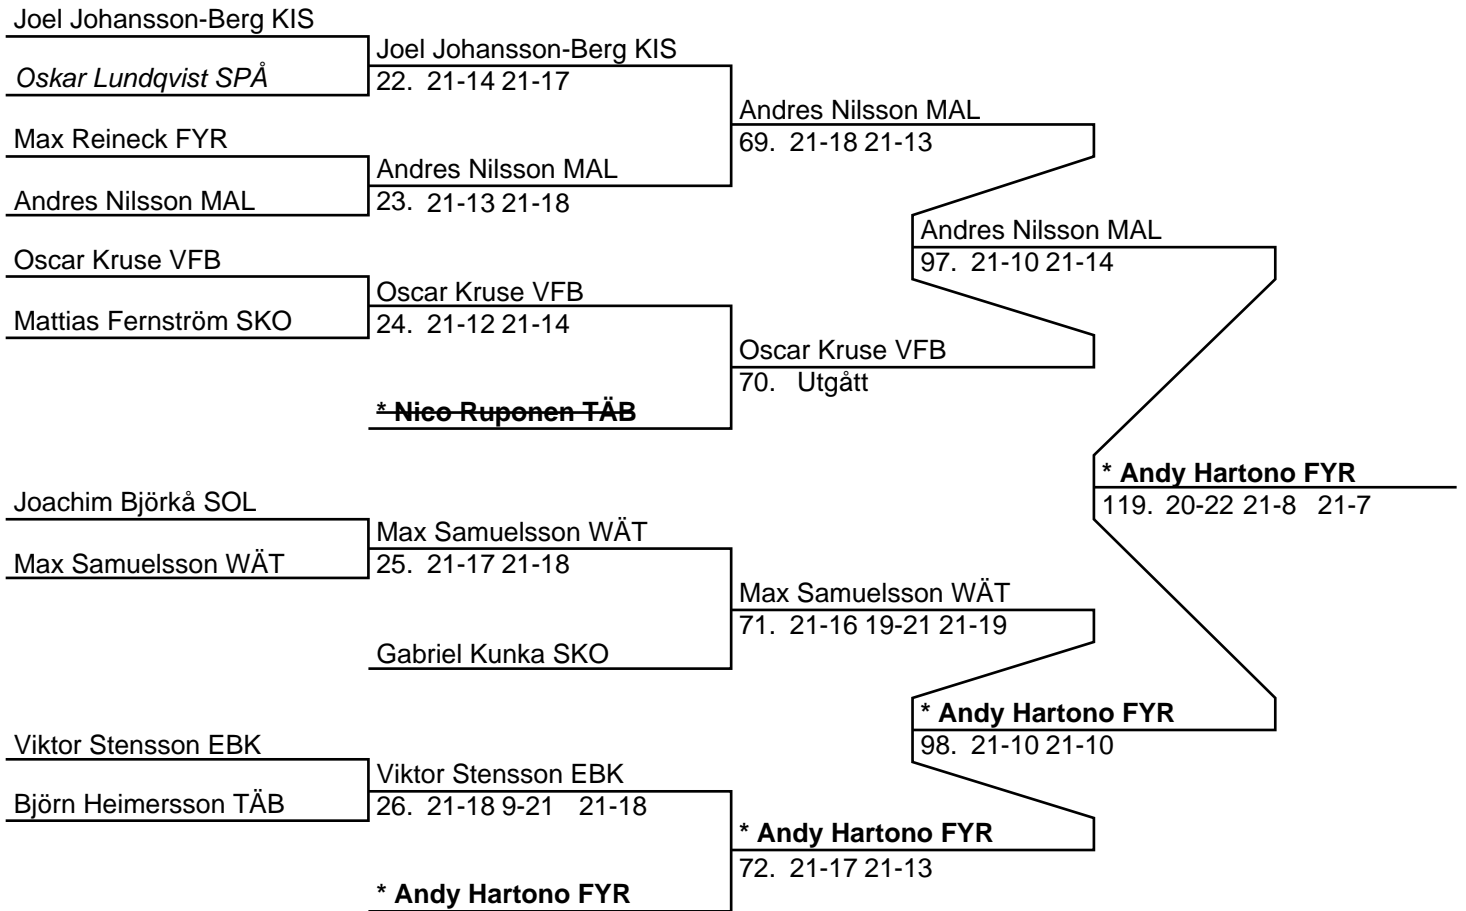 Joel Johansson-Berg KIS
Joel Johansson-Berg KIS
Oskar Lundqvist SPÅ
22. 21-14 21-17
Andres Nilsson MAL
Max Reineck FYR
69. 21-18 21-13
Andres Nilsson MAL
Andres Nilsson MAL
23. 21-13 21-18
Andres Nilsson MAL
Oscar Kruse VFB
97. 21-10 21-14
Oscar Kruse VFB
Mattias Fernström SKO
24. 21-12 21-14
Oscar Kruse VFB
70. Utgått
* Nico Ruponen TÄB
* Andy Hartono FYR
Joachim Björkå SOL
119. 20-22 21-8 21-7
Max Samuelsson WÄT
Max Samuelsson WÄT
25. 21-17 21-18
Max Samuelsson WÄT
71. 21-16 19-21 21-19
Gabriel Kunka SKO
* Andy Hartono FYR
Viktor Stensson EBK
98. 21-10 21-10
Viktor Stensson EBK
Björn Heimersson TÄB
26. 21-18 9-21 21-18
* Andy Hartono FYR
72. 21-17 21-13
* Andy Hartono FYR